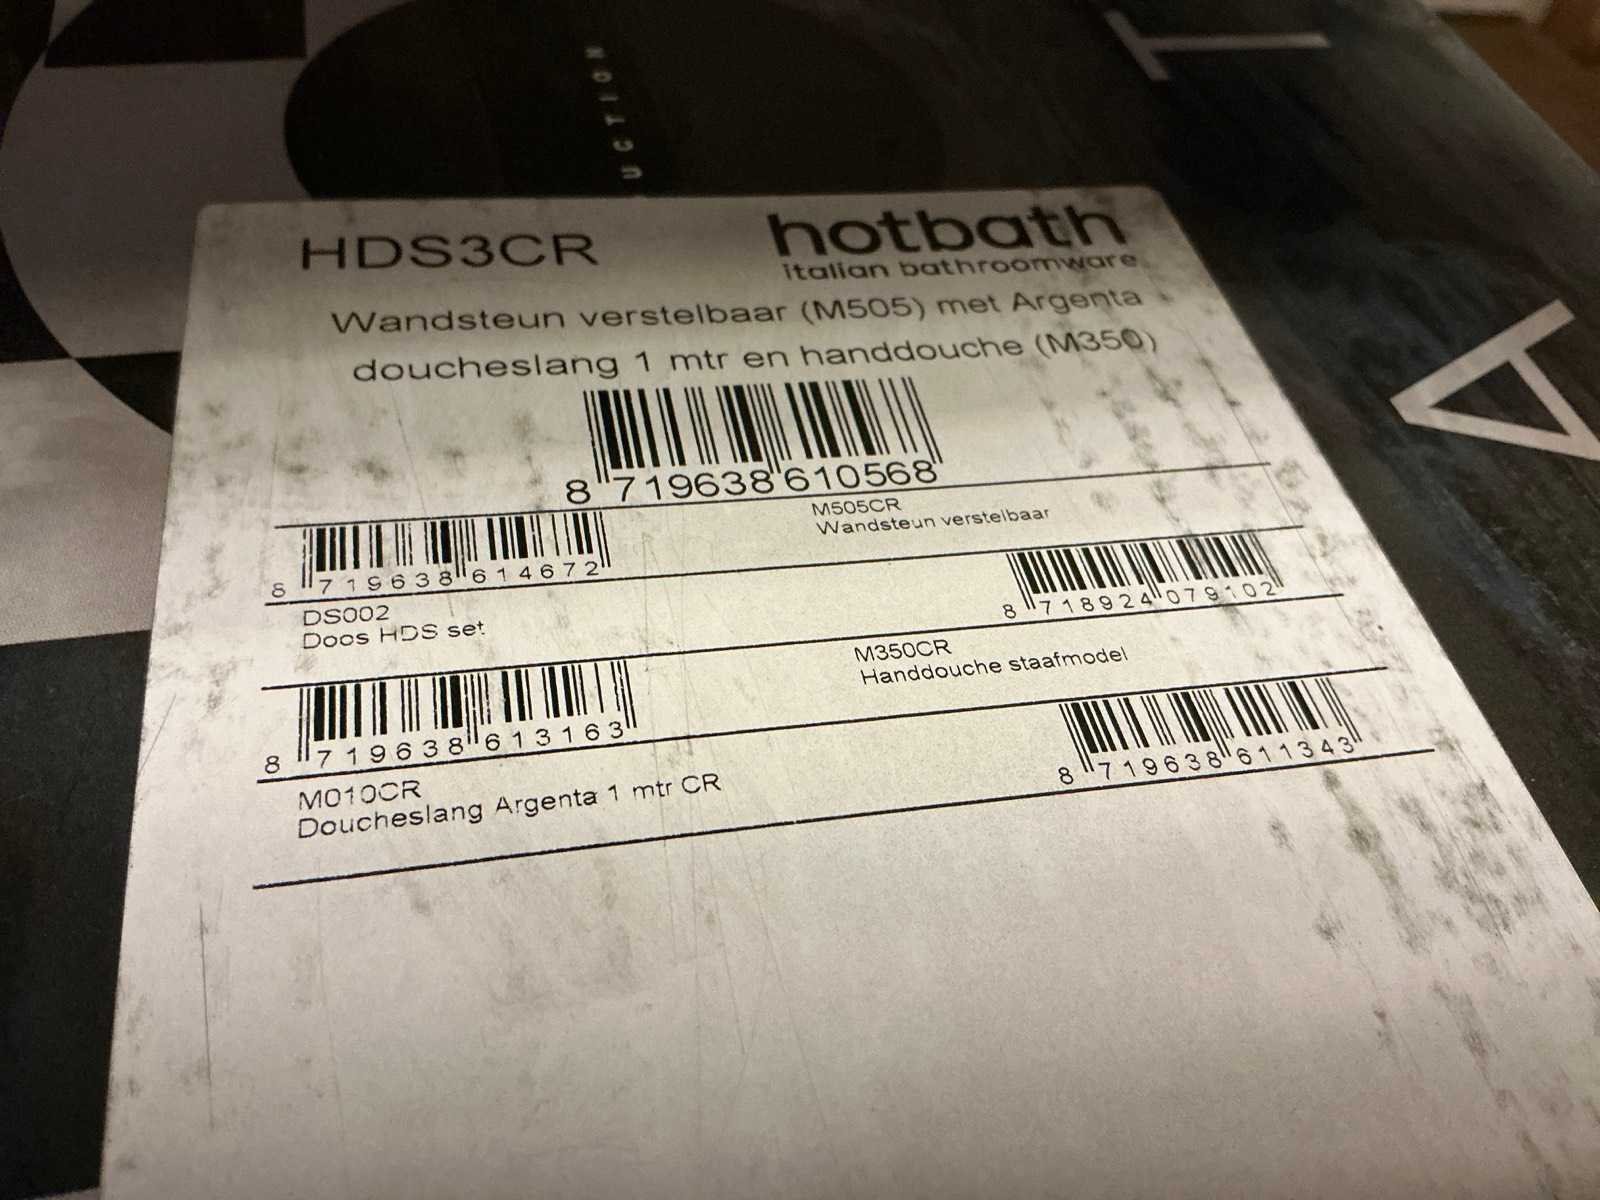 UCTION
HDS3CR
hotbath
italian bathroomware
Wandsteun verstelbaar (M505) met Argenta
doucheslang 1 mtr en handdouche (M350)
8 719638 610568
M505CR
Wandsteun verstelbaar
8 719638 614672
8 718924 079102
DS002
Doos HDS set
M350CR
Handdouche staafmodel
8 719638 613163
8 719638 611343
M010CR
Doucheslang Argenta 1 mtr CR